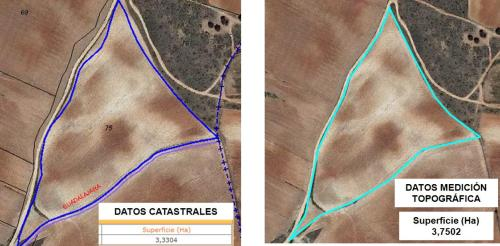 69
75
GUADALAJARA
DATOS CATASTRALES
Superficie (Ha)
3,3304
DATOS MEDICIÓN
TOPOGRÁFICA
Superficie (Ha)
3,7502